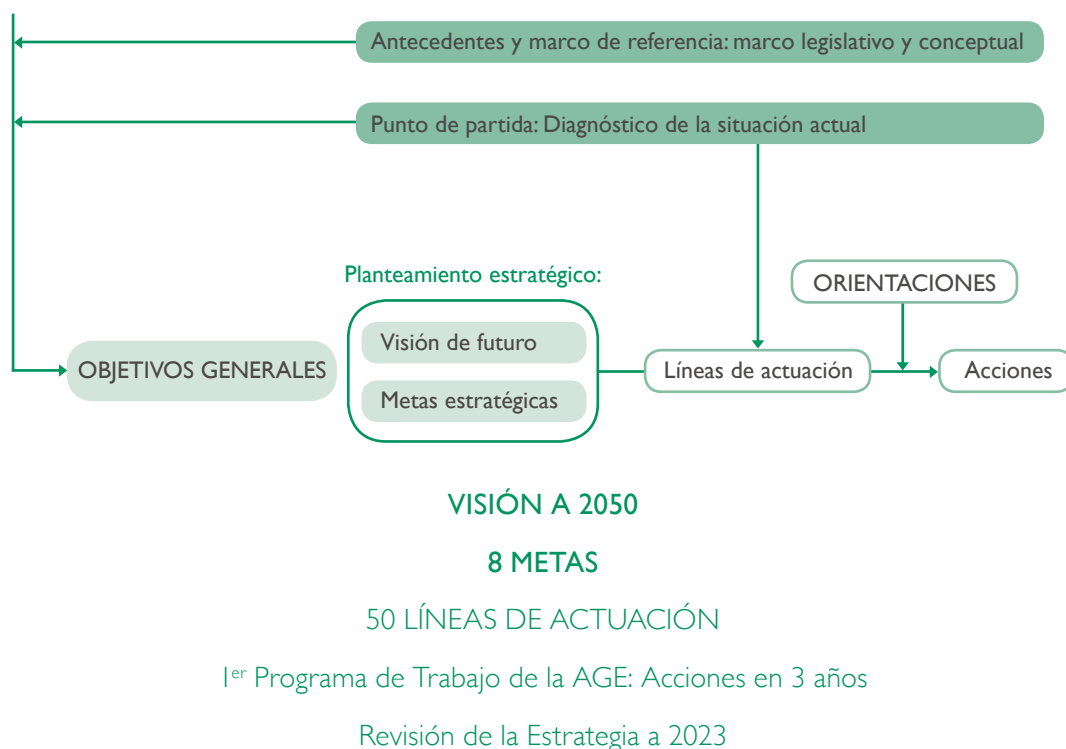 Antecedentes y marco de referencia: marco legislativo y conceptual
Punto de partida: Diagnóstico de la situación actual
Planteamiento estratégico:
ORIENTACIONES
Visión de futuro
OBJETIVOS GENERALES
Líneas de actuación
Acciones
Metas estratégicas
VISIÓN A 2050
8 METAS
50 LÍNEAS DE ACTUACIÓN
1er Programa de Trabajo de la AGE: Acciones en 3 años
Revisión de la Estrategia a 2023